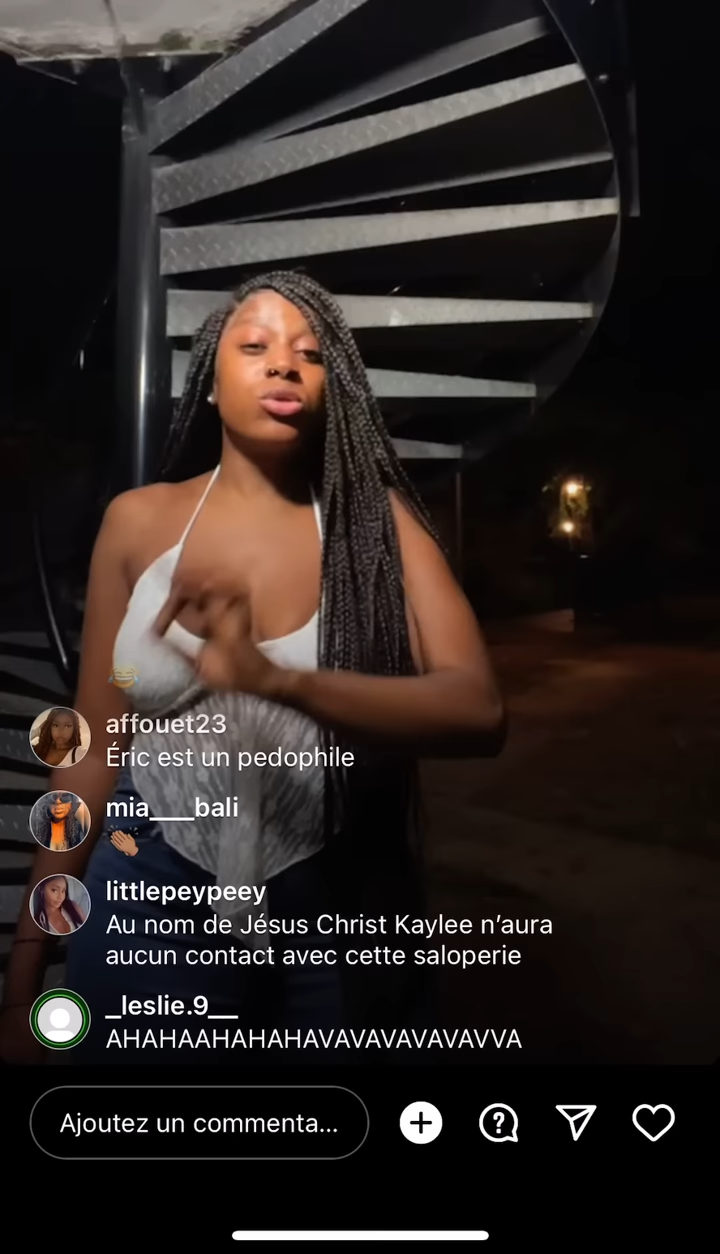 😂
affouet23
Éric est un pedophile
mia___bali
👏🏽
littlepeypeey
Au nom de Jésus Christ Kaylee n’aura
aucun contact avec cette saloperie
_leslie.9__
AHAHAAHAHAHAVAVAVAVAVAVVA
Ajoutez un commenta...